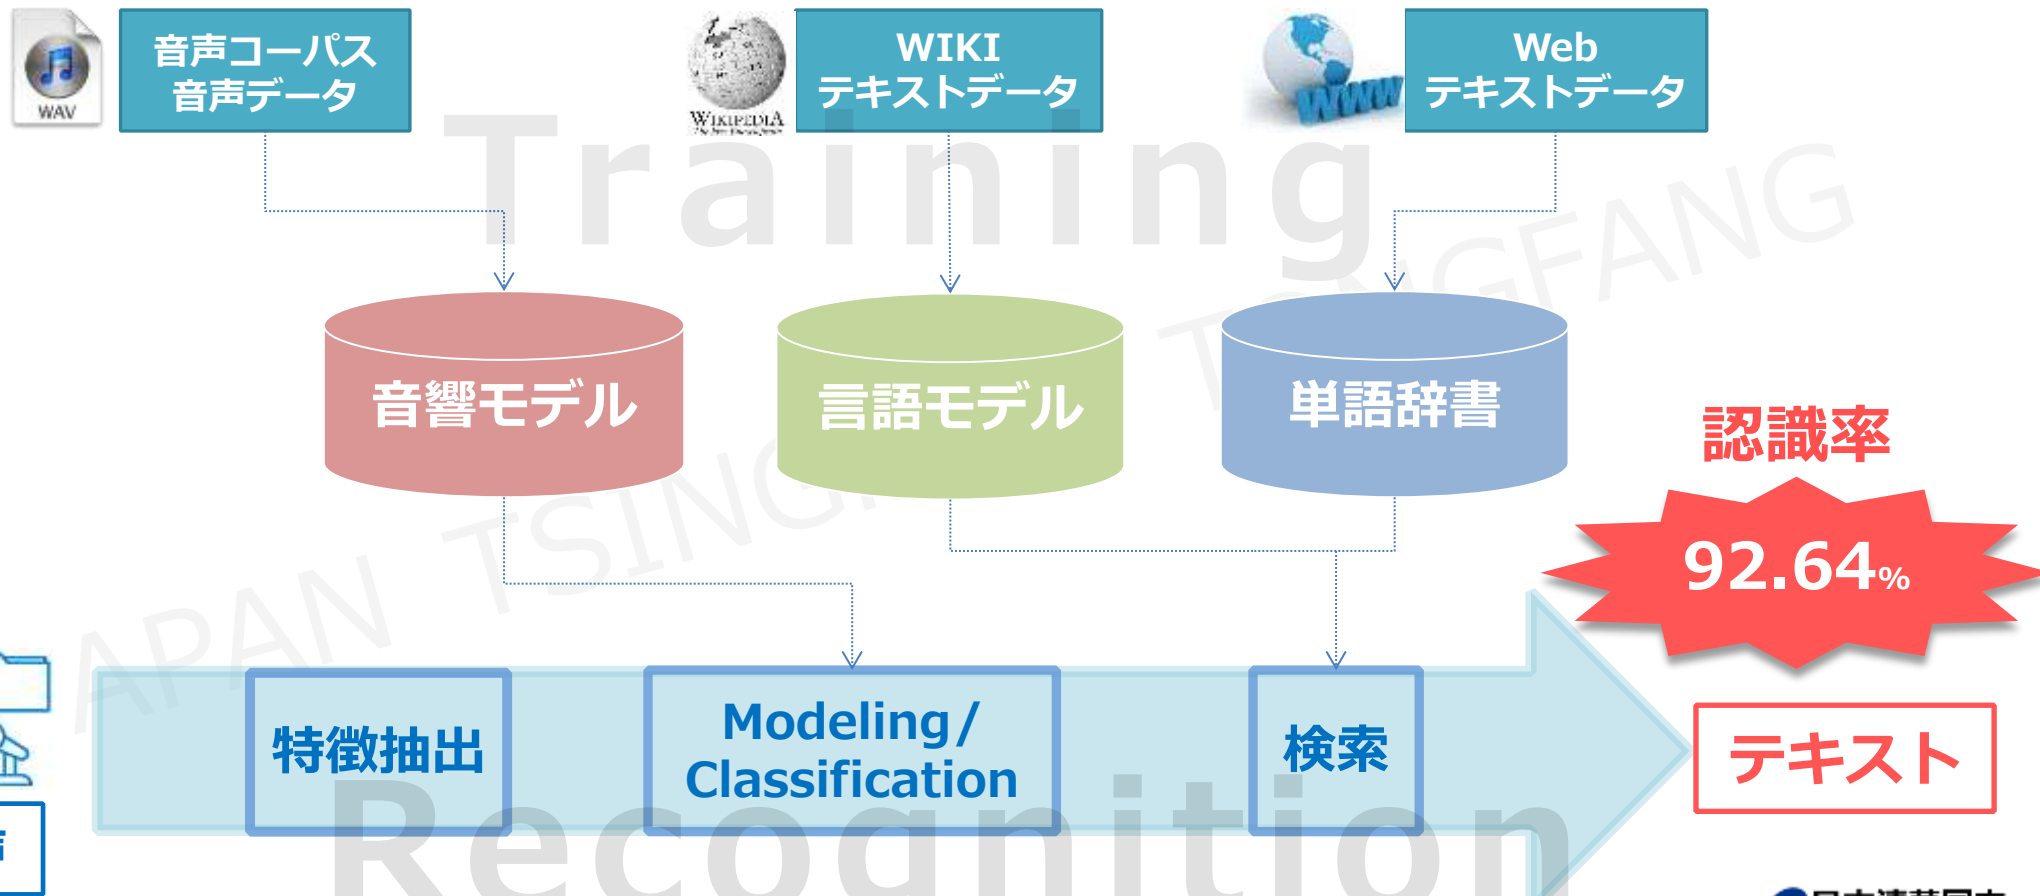 音声コーパス
音声データ
WAV
WIKI
テキストデータ
WIKIPEDIA
Web
テキストデータ
WWW
Training
TSINGFANG
音響モデル
言語モデル
単語辞書
認識率
92.64%
APAN TSING
特徴抽出
Modeling/
Classification
検索
テキスト
Recognition